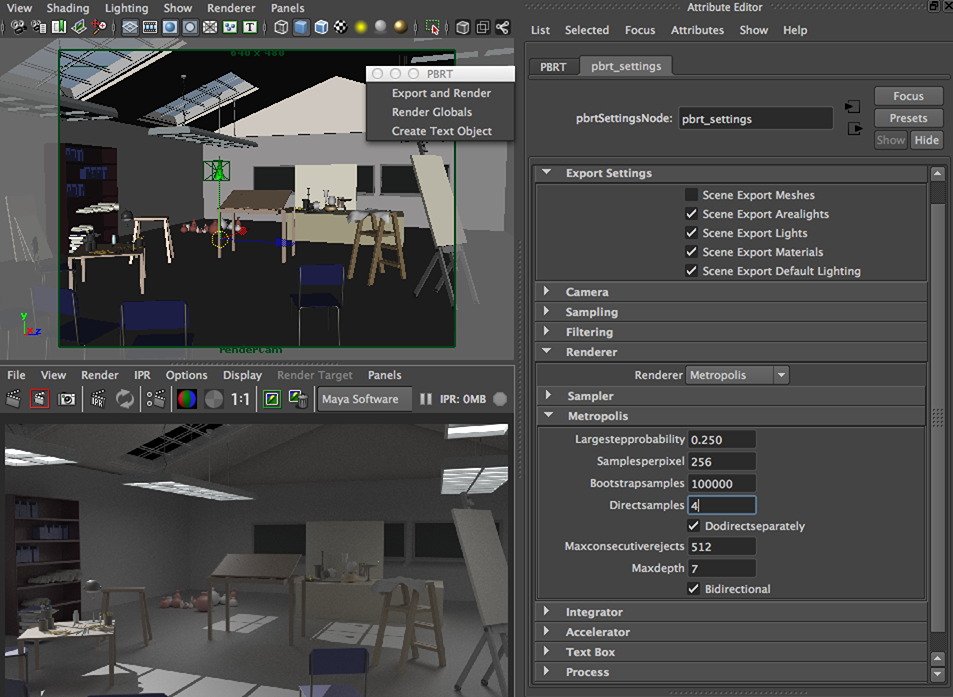 View Shading Lighting Show Renderer Panels
640 x 480
PBRT
Export and Render
Render Globals
Create Text Object
renderCam
y
x z
File View Render IPR Options Display Render Target Panels
1:1 Maya Software IPR: 0MB
Attribute Editor
List Selected Focus Attributes Show Help
PBRT pbrt_settings
pbrtSettingsNode: pbrt_settings
Focus
Presets
Show Hide
Export Settings
Scene Export Meshes
Scene Export Arealights
Scene Export Lights
Scene Export Materials
Scene Export Default Lighting
Camera
Sampling
Filtering
Renderer
Renderer Metropolis
Sampler
Metropolis
Largestepprobability 0.250
Samplesperpixel 256
Bootstrapsamples 100000
Directsamples 4
Dodirectseparately
Maxconsecutiverejects 512
Maxdepth 7
Bidirectional
Integrator
Accelerator
Text Box
Process